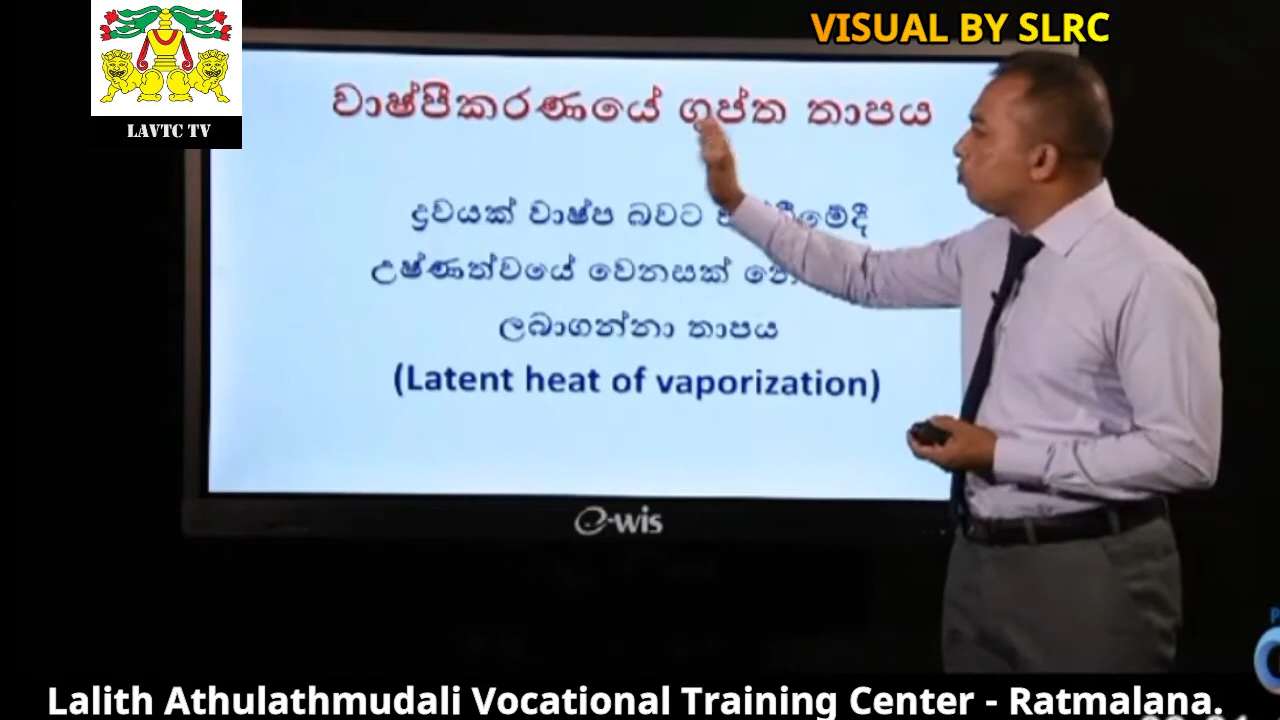 VISUAL BY SLRC
LAVTC TV
වාෂ්පීකරණයේ ගුප්ත තාපය
ද්‍රවයක් වාෂ්ප බවට
උෂ්ණත්වයේ වෙනසක්
ලබාගන්නා තාපය
(Latent heat of vaporization)
e-wis
Lalith Athulathmudali Vocational Training Center - Ratmalana.